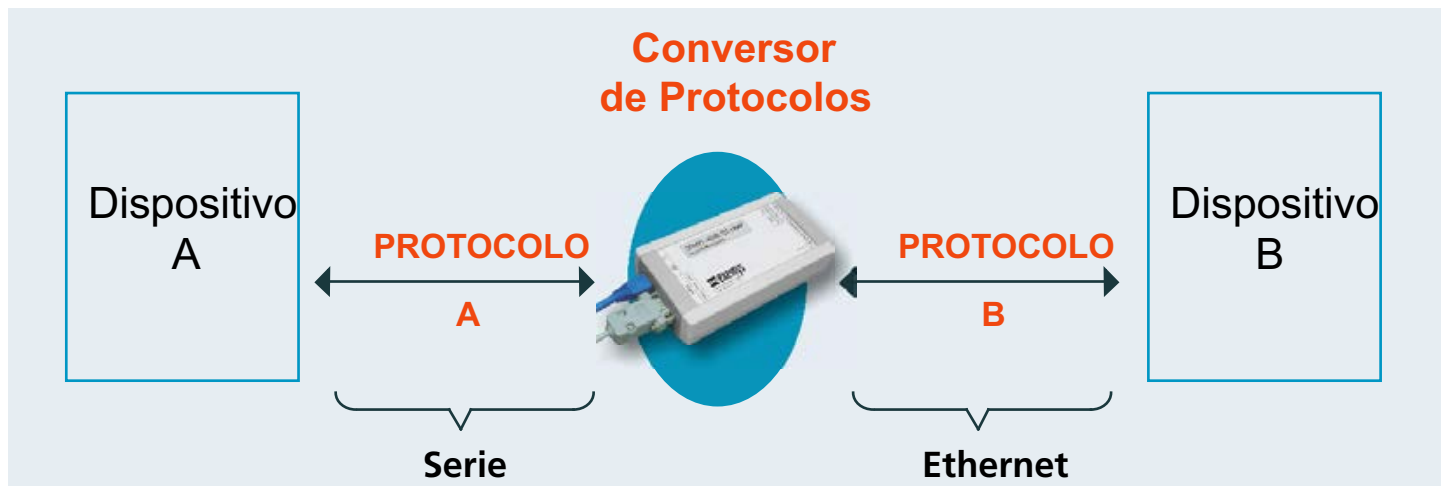 Conversor
de Protocolos
Dispositivo
A
PROTOCOLO
A
PROTOCOLO
B
Dispositivo
B
Serie
Ethernet